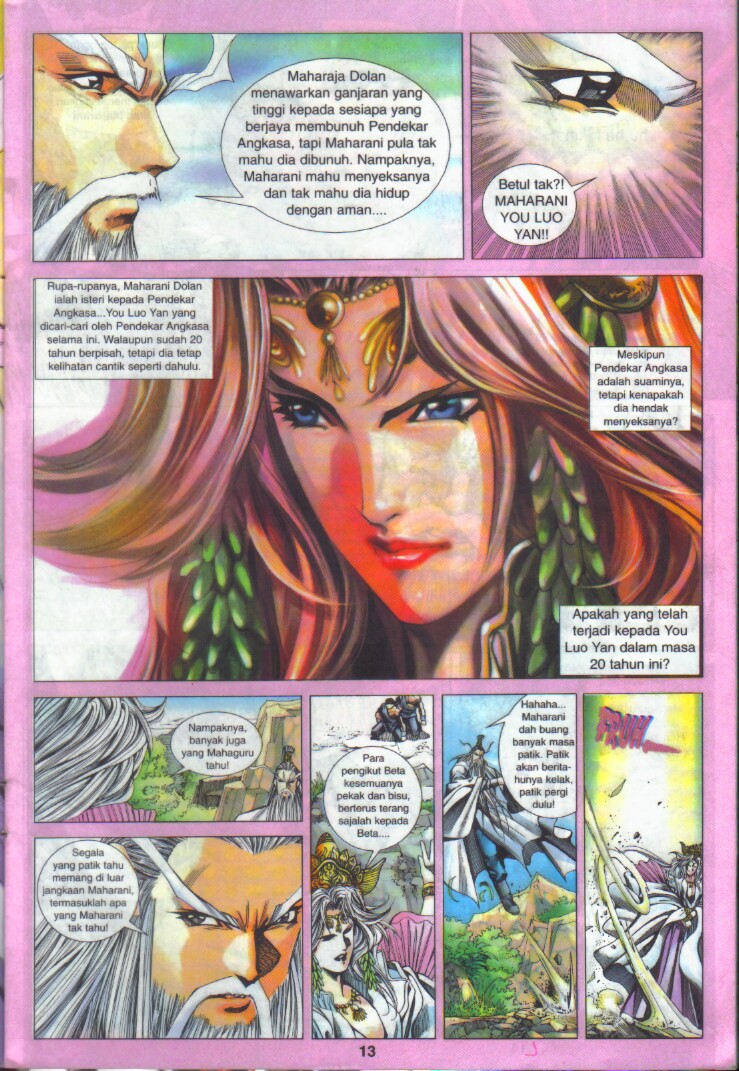 Maharaja Dolan
menawarkan ganjaran yang
tinggi kepada sesiapa yang
berjaya membunuh Pendekar
Angkasa, tapi Maharani pula tak
mahu dia dibunuh. Nampaknya,
Maharani mahu menyeksanya
dan tak mahu dia hidup
dengan aman....
Betul tak?!
MAHARANI
YOU LUO
YAN!!
Rupa-rupanya, Maharani Dolan
ialah isteri kepada Pendekar
Angkasa...You Luo Yan yang
dicari-cari oleh Pendekar Angkasa
selama ini. Walaupun sudah 20
tahun berpisah, tetapi dia tetap
kelihatan cantik seperti dahulu.
Meskipun
Pendekar Angkasa
adalah suaminya,
tetapi kenapakah
dia hendak
menyeksanya?
Apakah yang telah
terjadi kepada You
Luo Yan dalam masa
20 tahun ini?
Nampaknya,
banyak juga
yang Mahaguru
tahu!
Segala
yang patik tahu
memang di luar
jangkaan Maharani,
termasuklah apa
yang Maharani
tak tahu!
Para
pengikut Beta
kesemuanya
pekak dan bisu,
berterus terang
sajalah kepada
Beta....
Hahaha...
Maharani
dah buang
banyak masa
patik. Patik
akan berita-
hunya kelak,
patik pergi
dulu!
FRUH...
13